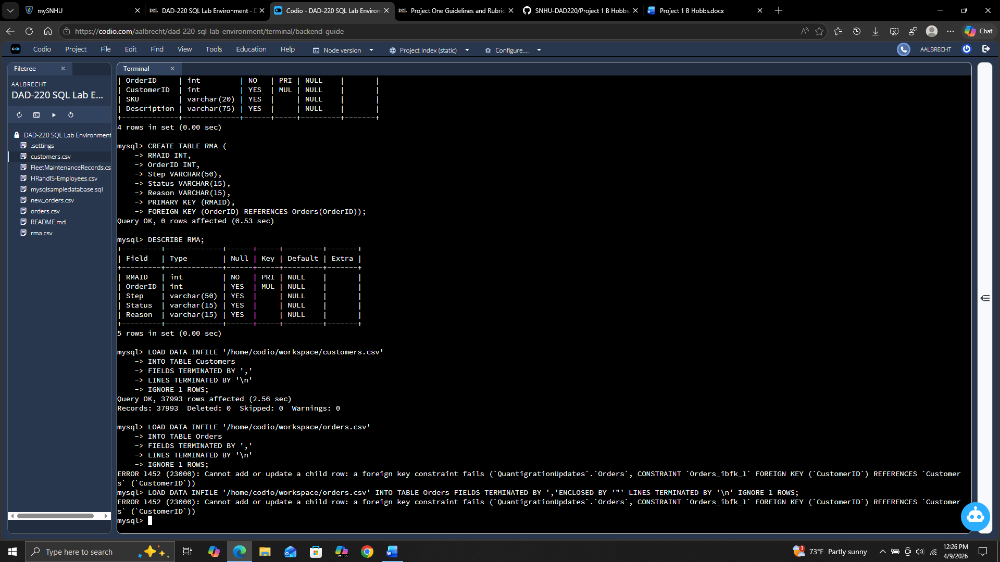 mySNHU
D2L DAD-220 SQL Lab Environment - D
Codio - DAD-220 SQL Lab Environ
D2L Project One Guidelines and Rubric
SNHU-DAD220/Project 1 B Hobbs.
Project 1 B Hobbs.docx
https://codio.com/aalbrecht/dad-220-sql-lab-environment/terminal/backend-guide
Chat
Codio Project File Edit Find View Tools Education Help Node version Project Index (static) Configure.... AALBRECHT
Filetree
AALBRECHT
DAD-220 SQL Lab E...
DAD-220 SQL Lab Environment
.settings
customers.csv
FleetMaintenanceRecords.cs
HRandIS-Employees.csv
mysqlsampledatabase.sql
new_orders.csv
orders.csv
README.md
rma.csv
Terminal
| OrderID     | int         | NO   | PRI | NULL    |       |
| CustomerID  | int         | YES  | MUL | NULL    |       |
| SKU         | varchar(20) | YES  |     | NULL    |       |
| Description | varchar(75) | YES  |     | NULL    |       |
+-------------+-------------+------+-----+---------+-------+
4 rows in set (0.00 sec)
mysql> CREATE TABLE RMA (
    -> RMAID INT,
    -> OrderID INT,
    -> Step VARCHAR(50),
    -> Status VARCHAR(15),
    -> Reason VARCHAR(15),
    -> PRIMARY KEY (RMAID),
    -> FOREIGN KEY (OrderID) REFERENCES Orders(OrderID));
Query OK, 0 rows affected (0.53 sec)
mysql> DESCRIBE RMA;
+---------+-------------+------+-----+---------+-------+
| Field   | Type        | Null | Key | Default | Extra |
+---------+-------------+------+-----+---------+-------+
| RMAID   | int         | NO   | PRI | NULL    |       |
| OrderID | int         | YES  | MUL | NULL    |       |
| Step    | varchar(50) | YES  |     | NULL    |       |
| Status  | varchar(15) | YES  |     | NULL    |       |
| Reason  | varchar(15) | YES  |     | NULL    |       |
+---------+-------------+------+-----+---------+-------+
5 rows in set (0.00 sec)
mysql> LOAD DATA INFILE '/home/codio/workspace/customers.csv'
    -> INTO TABLE Customers
    -> FIELDS TERMINATED BY ','
    -> LINES TERMINATED BY '\n'
    -> IGNORE 1 ROWS;
Query OK, 37993 rows affected (2.56 sec)
Records: 37993  Deleted: 0  Skipped: 0  Warnings: 0
mysql> LOAD DATA INFILE '/home/codio/workspace/orders.csv'
    -> INTO TABLE Orders
    -> FIELDS TERMINATED BY ','
    -> LINES TERMINATED BY '\n'
    -> IGNORE 1 ROWS;
ERROR 1452 (23000): Cannot add or update a child row: a foreign key constraint fails (`QuantigrationUpdates`.`Orders`, CONSTRAINT `Orders_ibfk_1` FOREIGN KEY (`CustomerID`) REFERENCES `Customer
s` (`CustomerID`))
mysql> LOAD DATA INFILE '/home/codio/workspace/orders.csv' INTO TABLE Orders FIELDS TERMINATED BY ','ENCLOSED BY '"' LINES TERMINATED BY '\n' IGNORE 1 ROWS;
ERROR 1452 (23000): Cannot add or update a child row: a foreign key constraint fails (`QuantigrationUpdates`.`Orders`, CONSTRAINT `Orders_ibfk_1` FOREIGN KEY (`CustomerID`) REFERENCES `Customer
s` (`CustomerID`))
mysql>
Type here to search
M365
3
73°F Partly sunny
12:26 PM
4/9/2026